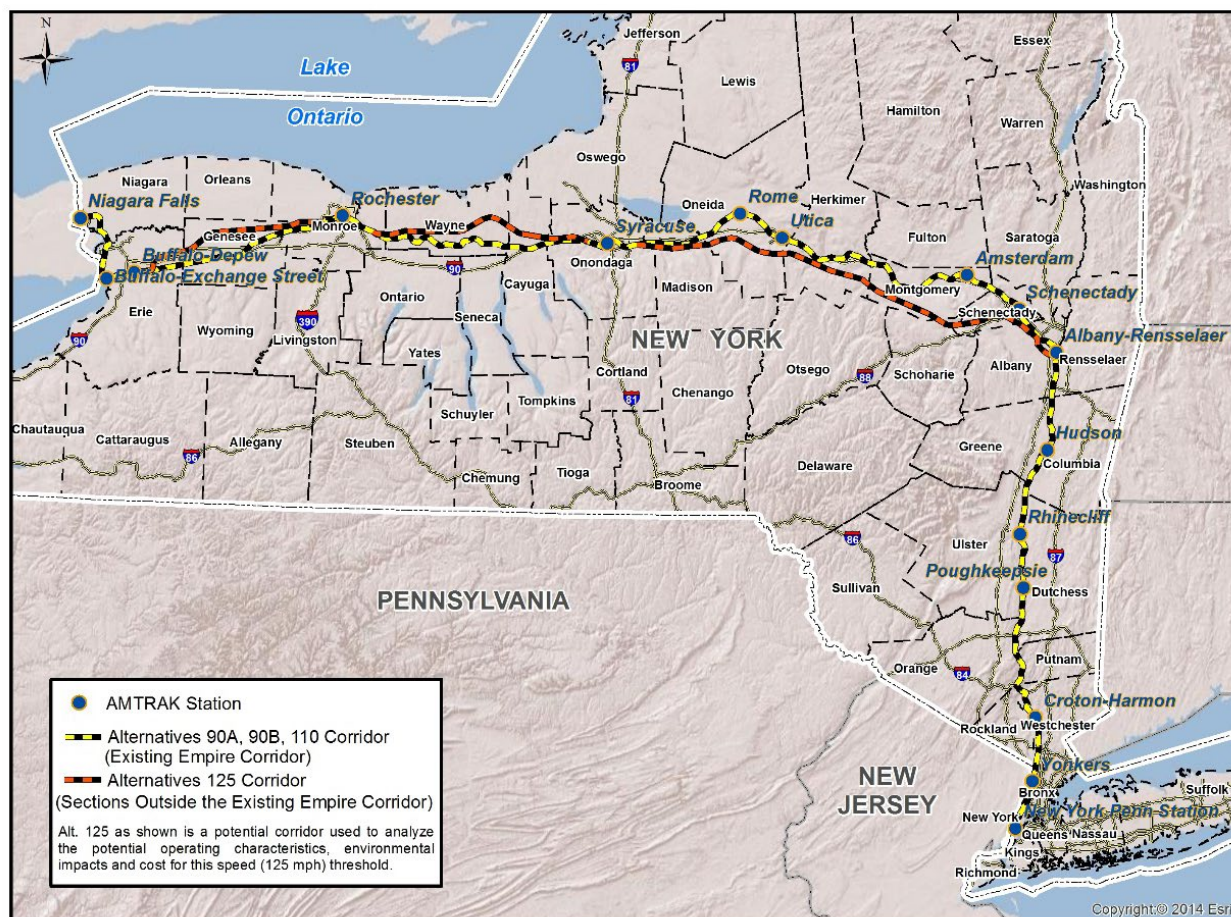 N
Jefferson
Essex
81
Lewis
Lake
Ontario
Hamilton
Warren
Oswego
Washington
Niagara
Orleans
Niagara Falls
Rochester
Oneida
Rome
Herkimer
Utica
Monroe
Wayne
Genesee
Syracuse
Fulton
Saratoga
Buffalo-Depew
Buffalo-Exchange Street
90
Onondaga
Madison
Montgomery
Amsterdam
Schenectady
Schenectady
Erie
Ontario
Cayuga
Seneca
Wyoming
390
Livingston
90
Yates
NEW YORK
Otsego
Albany-Rensselaer
Rensselaer
Albany
Schoharie
88
Cortland
Chenango
81
Tompkins
Schuyler
Chautauqua
Cattaraugus
86
Allegany
Steuben
Chemung
Tioga
Broome
Delaware
Greene
Hudson
Columbia
Rhinecliff
Ulster
86
87
Sullivan
Poughkeepsie
Dutchess
PENNSYLVANIA
Orange
84
Putnam
Croton-Harmon
Westchester
Rockland
Yonkers
Bronx
NEW
JERSEY
Suffolk
New York
New York Penn Station
Queens
Nassau
Kings
Richmond
AMTRAK Station
Alternatives 90A, 90B, 110 Corridor
(Existing Empire Corridor)
Alternatives 125 Corridor
(Sections Outside the Existing Empire Corridor)
Alt. 125 as shown is a potential corridor used to analyze
the potential operating characteristics, environmental
impacts and cost for this speed (125 mph) threshold.
Copyright:© 2014 Esri